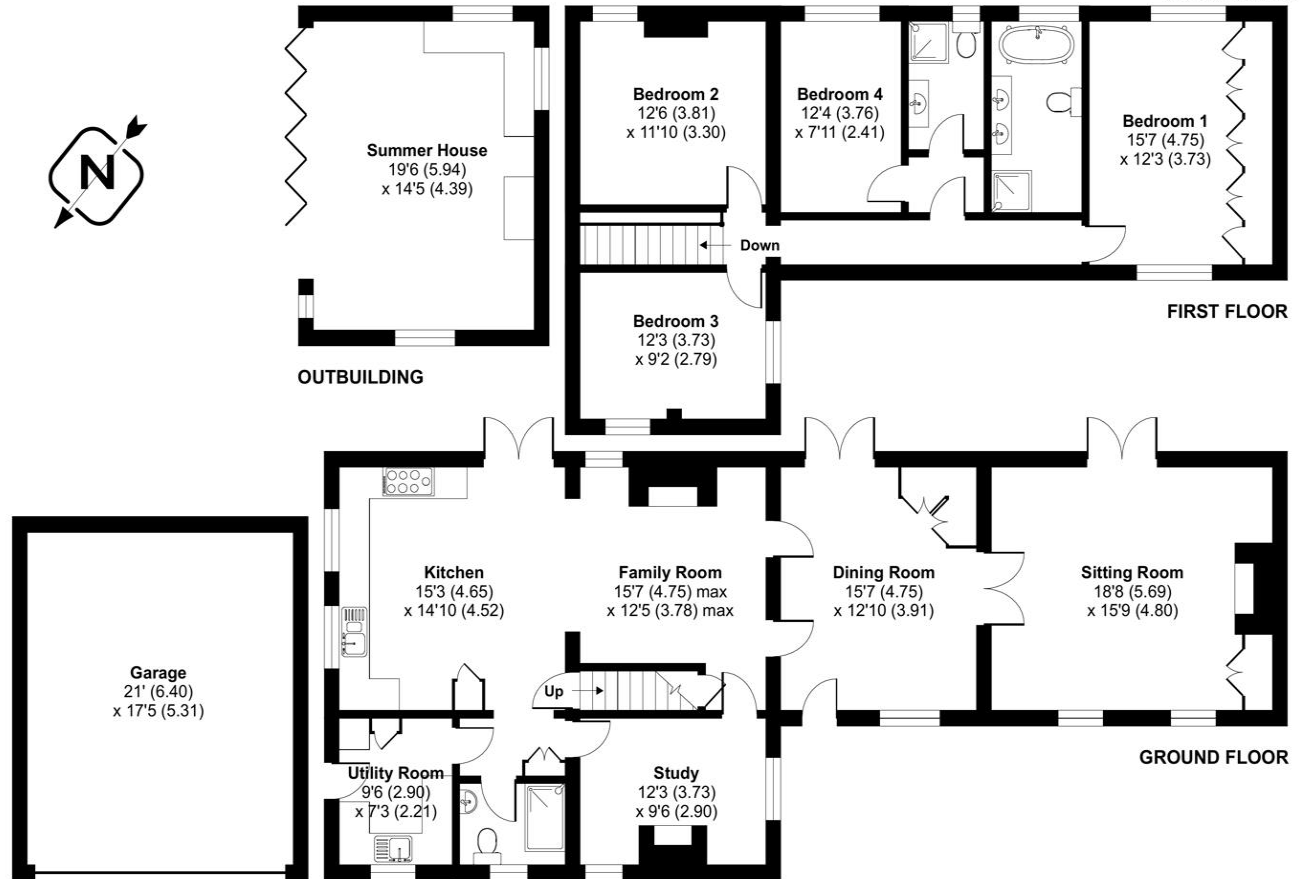 Summer House
19'6 (5.94)
x 14'5 (4.39)
N
OUTBUILDING
Bedroom 2
12'6 (3.81)
x 11'10 (3.30)
Bedroom 4
12'4 (3.76)
x 7'11 (2.41)
Bedroom 1
15'7 (4.75)
x 12'3 (3.73)
Down
Bedroom 3
12'3 (3.73)
x 9'2 (2.79)
FIRST FLOOR
Garage
21' (6.40)
x 17'5 (5.31)
Kitchen
15'3 (4.65)
x 14'10 (4.52)
Family Room
15'7 (4.75) max
x 12'5 (3.78) max
Dining Room
15'7 (4.75)
x 12'10 (3.91)
Sitting Room
18'8 (5.69)
x 15'9 (4.80)
Up
Utility Room
9'6 (2.90)
x 7'3 (2.21)
Study
12'3 (3.73)
x 9'6 (2.90)
GROUND FLOOR